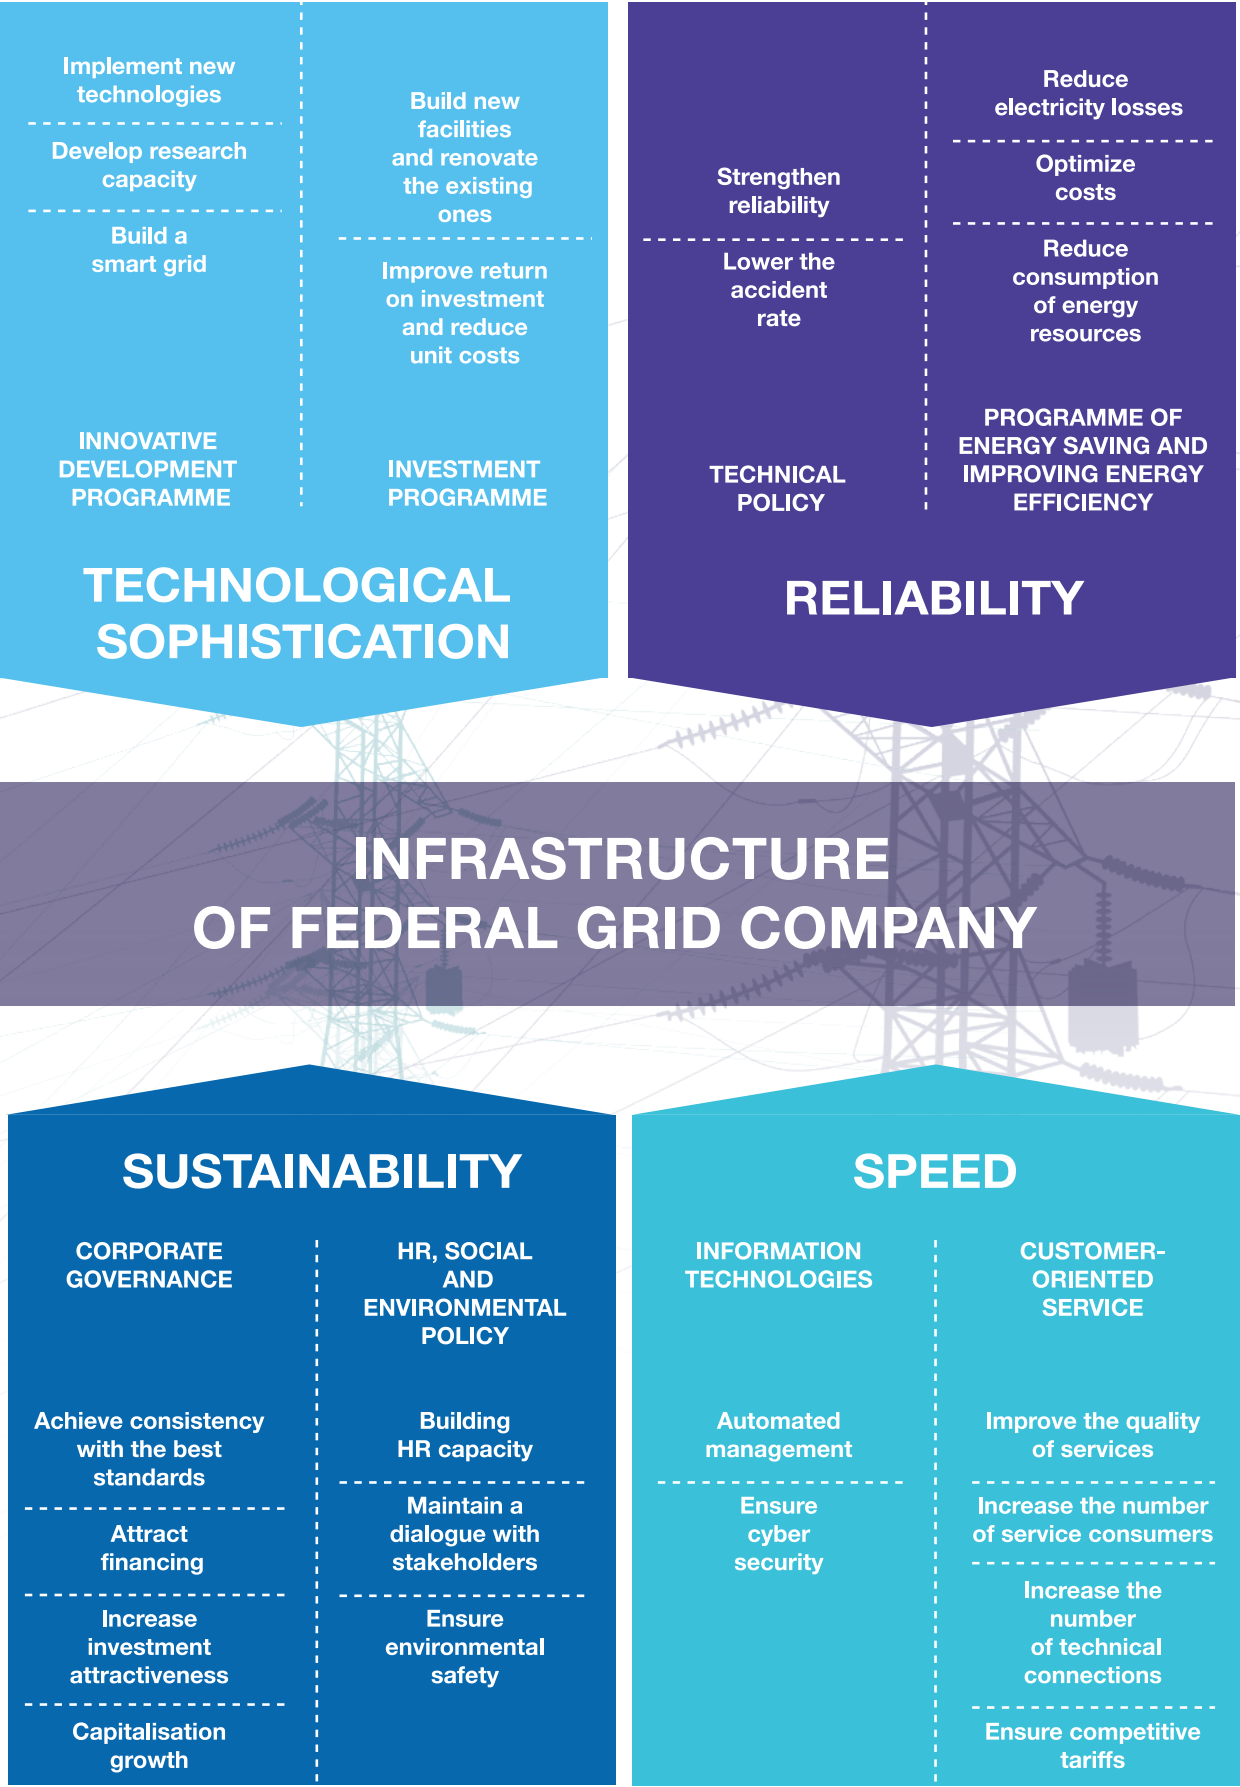 Implement new
technologies
Develop research
capacity
Build a
smart grid
INNOVATIVE
DEVELOPMENT
PROGRAMME
Build new
facilities
and renovate
the existing
ones
Improve return
on investment
and reduce
unit costs
INVESTMENT
PROGRAMME
TECHNOLOGICAL
SOPHISTICATION
Strengthen
reliability
Lower the
accident
rate
TECHNICAL
POLICY
Reduce
electricity losses
Optimize
costs
Reduce
consumption
of energy
resources
PROGRAMME OF
ENERGY SAVING AND
IMPROVING ENERGY
EFFICIENCY
RELIABILITY
INFRASTRUCTURE
OF FEDERAL GRID COMPANY
SUSTAINABILITY
CORPORATE
GOVERNANCE
Achieve consistency
with the best
standards
Attract
financing
Increase
investment
attractiveness
Capitalisation
growth
HR, SOCIAL
AND
ENVIRONMENTAL
POLICY
Building
HR capacity
Maintain a
dialogue with
stakeholders
Ensure
environmental
safety
SPEED
INFORMATION
TECHNOLOGIES
Automated
management
Ensure
cyber
security
CUSTOMER-
ORIENTED
SERVICE
Improve the quality
of services
Increase the number
of service consumers
Increase the
number
of technical
connections
Ensure competitive
tariffs